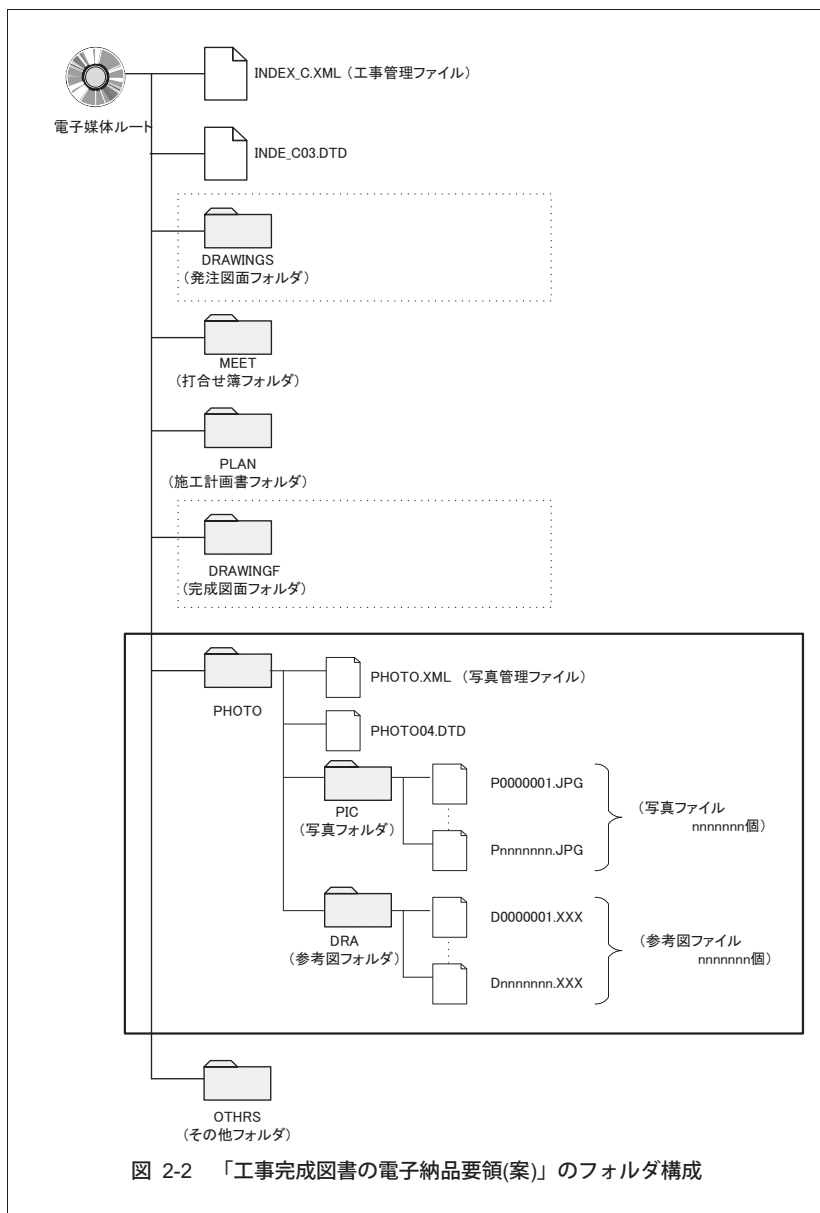 INDEX_C.XML（工事管理ファイル）
電子媒体ルート
INDE_C03.DTD
DRAWINGS
（発注図面フォルダ）
MEET
（打合せ簿フォルダ）
PLAN
（施工計画書フォルダ）
DRAWINGF
（完成図面フォルダ）
PHOTO
PHOTO.XML（写真管理ファイル）
PHOTO04.DTD
PIC
（写真フォルダ）
P0000001.JPG
Pnnnnnnn.JPG
（写真ファイル
nnnnnnn個）
DRA
（参考図フォルダ）
D0000001.XXX
Dnnnnnnn.XXX
（参考図ファイル
nnnnnnn個）
OTHRS
（その他フォルダ）
図 2-2 「工事完成図書の電子納品要領(案)」のフォルダ構成